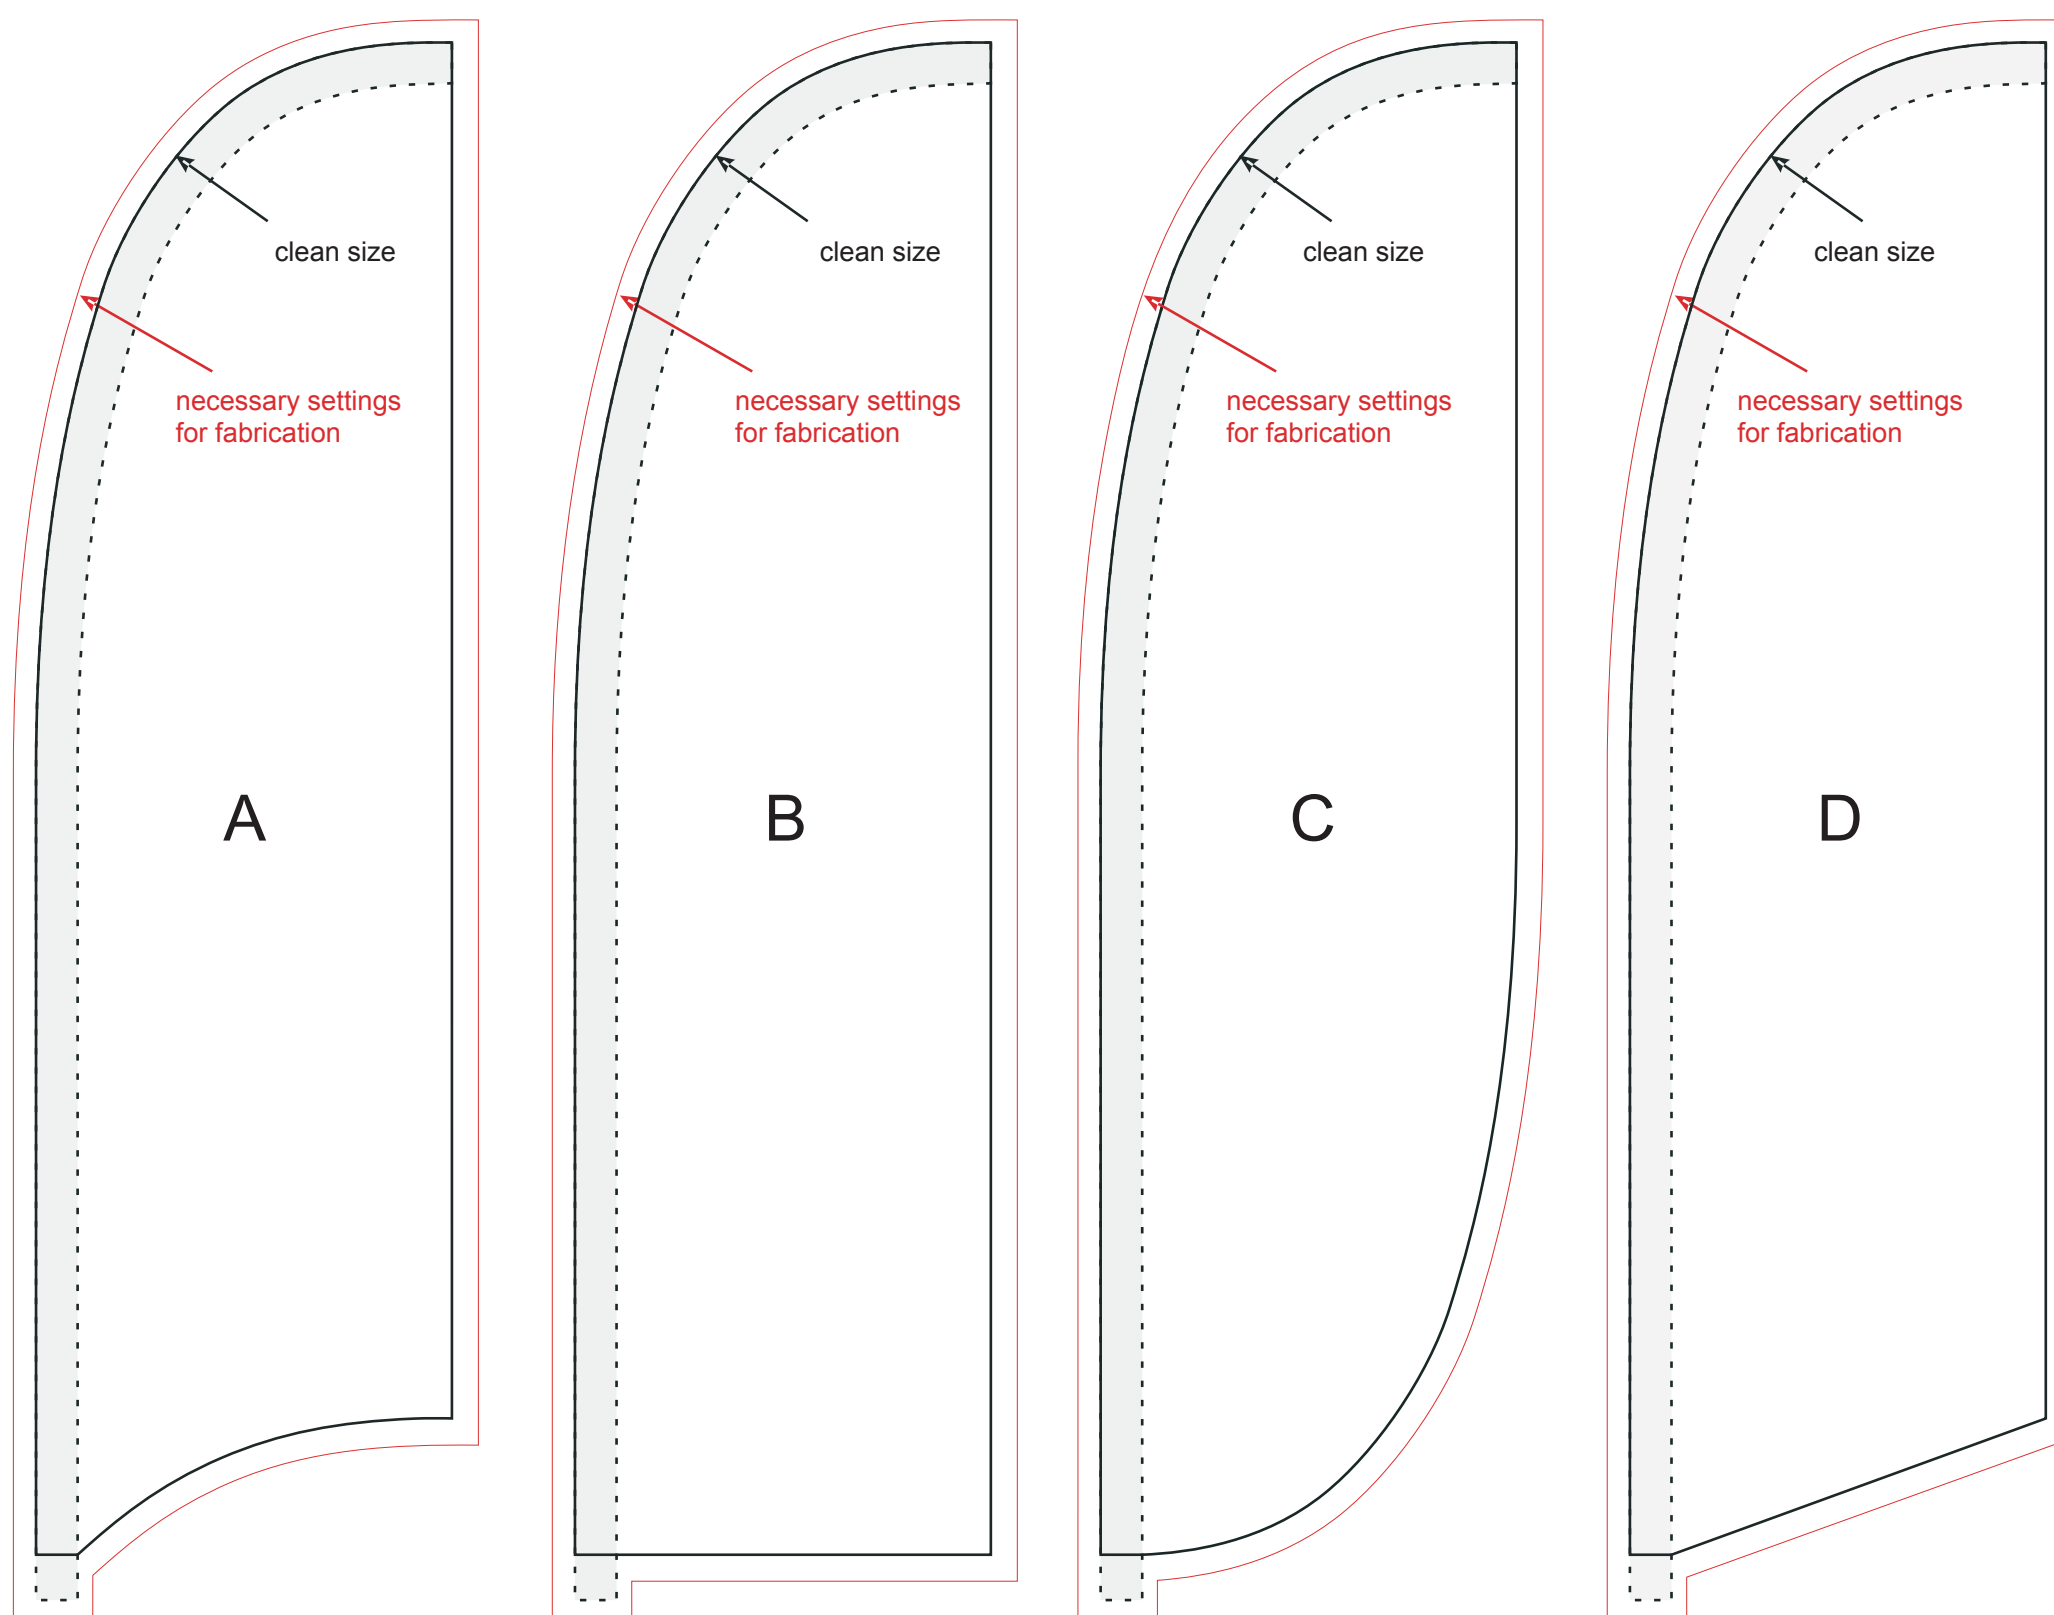 clean size
necessary settings
for fabrication
A
clean size
necessary settings
for fabrication
B
clean size
necessary settings
for fabrication
C
clean size
necessary settings
for fabrication
D